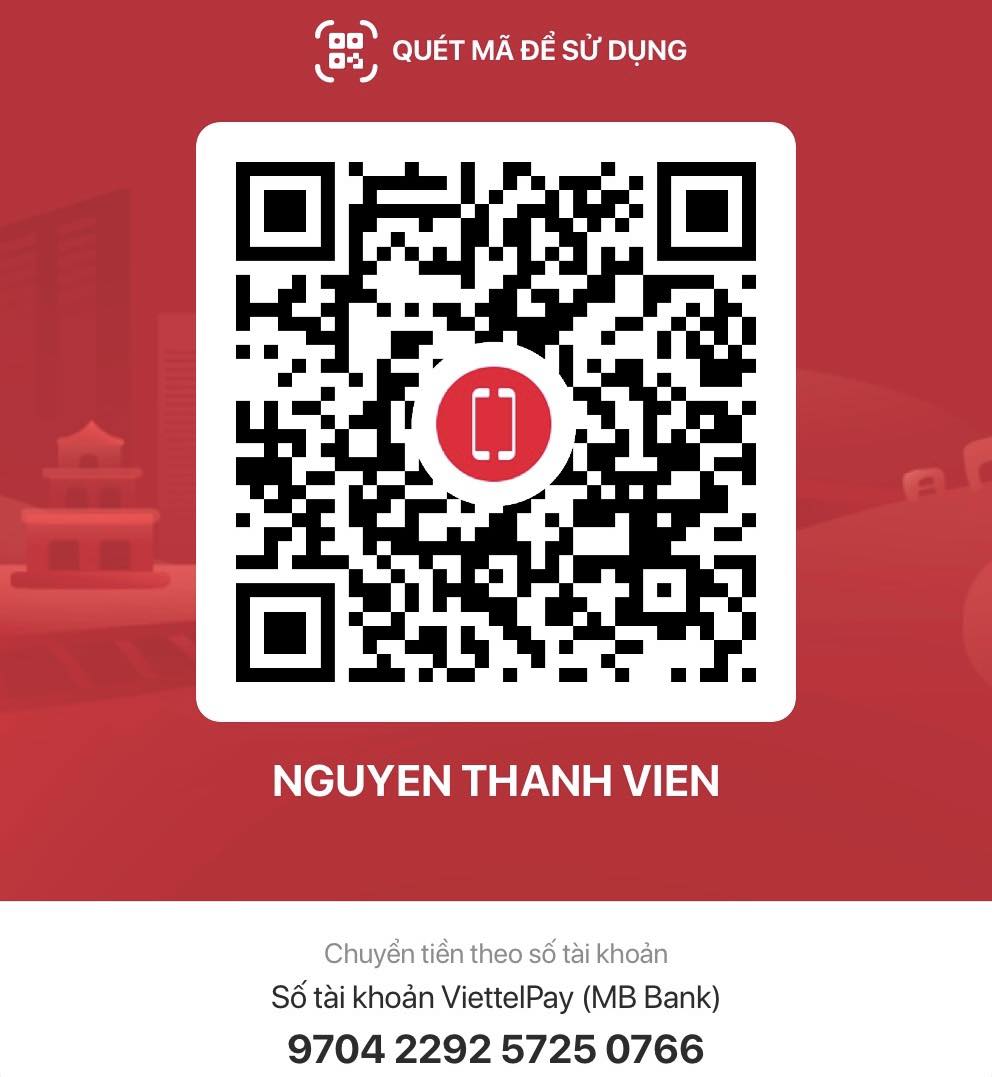 QUÉT MÃ ĐỂ SỬ DỤNG
NGUYEN THANH VIEN
Chuyển tiền theo số tài khoản
Số tài khoản ViettelPay (MB Bank)
9704 2292 5725 0766